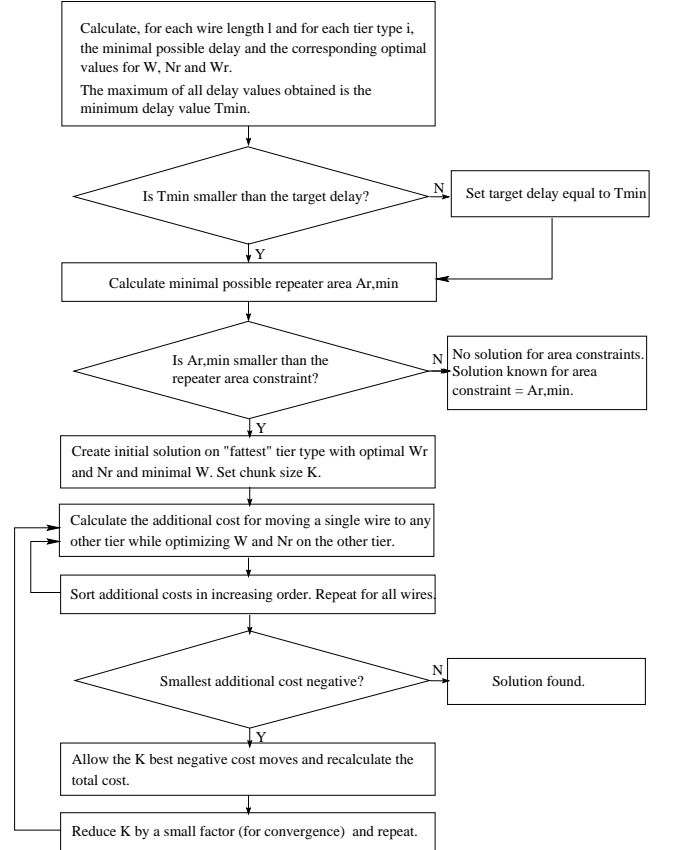 Calculate, for each wire length l and for each tier type i,
the minimal possible delay and the corresponding optimal
values for W, Nr and Wr.
The maximum of all delay values obtained is the
minimum delay value Tmin.
Is Tmin smaller than the target delay?
N
Set target delay equal to Tmin
Y
Calculate minimal possible repeater area Ar,min
Is Ar,min smaller than the
repeater area constraint?
N
No solution for area constraints.
Solution known for area
constraint = Ar,min.
Y
Create initial solution on "fattest" tier type with optimal Wr
and Nr and minimal W. Set chunk size K.
Calculate the additional cost for moving a single wire to any
other tier while optimizing W and Nr on the other tier.
Sort additional costs in increasing order. Repeat for all wires.
Smallest additional cost negative?
N
Solution found.
Y
Allow the K best negative cost moves and recalculate the
total cost.
Reduce K by a small factor (for convergence) and repeat.